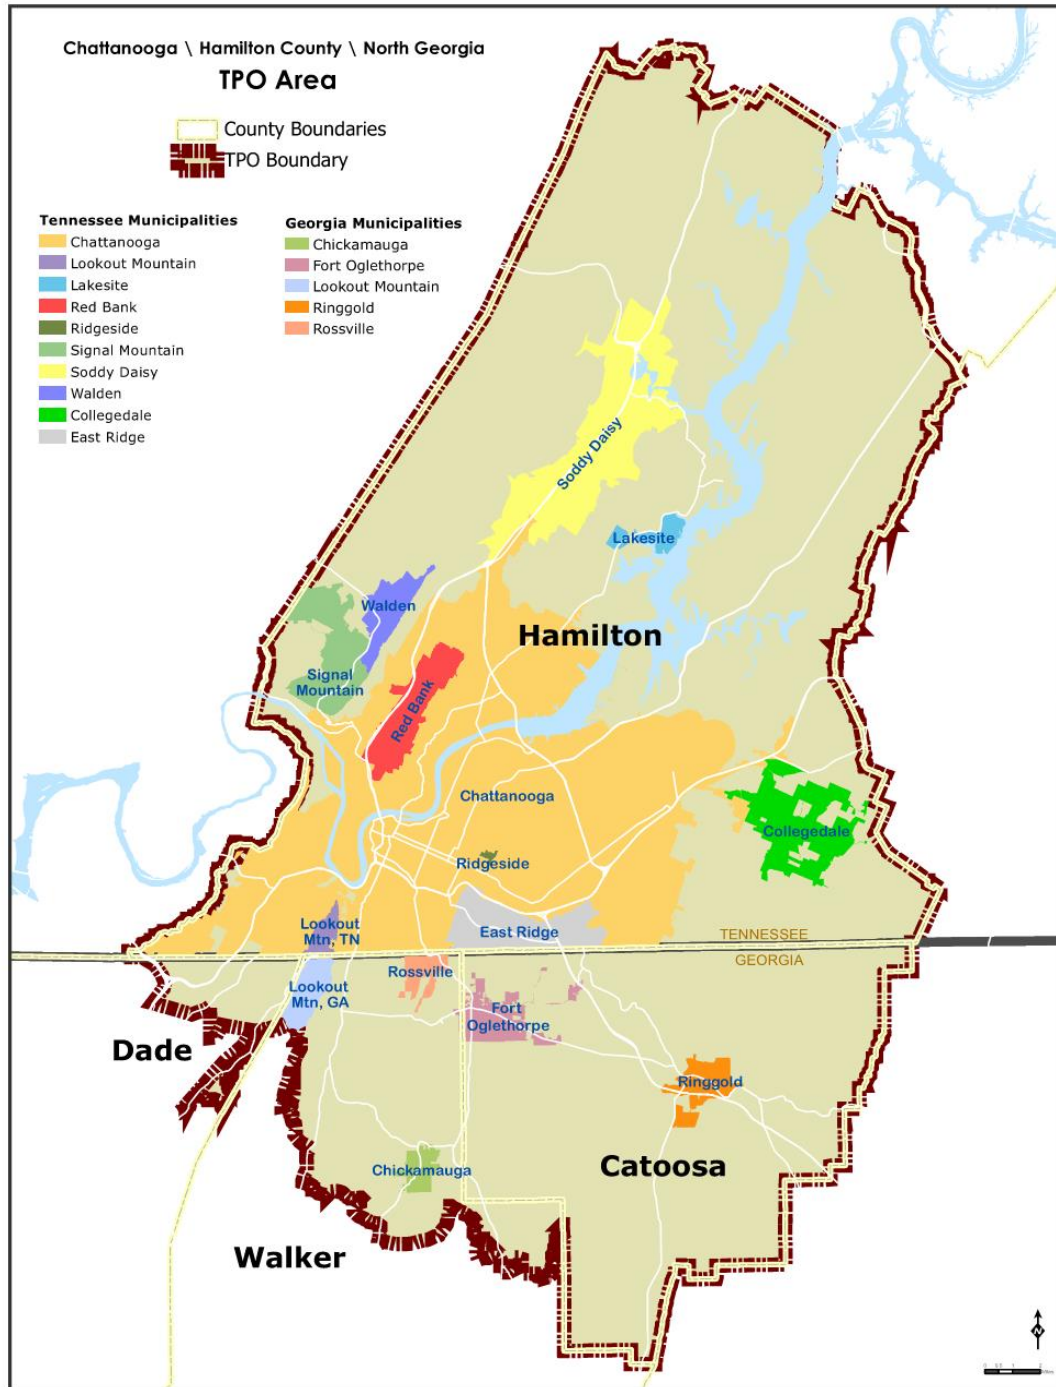 Chattanooga \ Hamilton County \ North Georgia
TPO Area
County Boundaries
TPO Boundary
Tennessee Municipalities
Chattanooga
Lookout Mountain
Lakesite
Red Bank
Ridgeside
Signal Mountain
Soddy Daisy
Walden
Collegedale
East Ridge
Georgia Municipalities
Chickamauga
Fort Oglethorpe
Lookout Mountain
Ringgold
Rossville
Soddy Daisy
Lakesite
Walden
Hamilton
Signal
Mountain
Red Bank
Chattanooga
Collegedale
Ridgeside
Lookout
Mtn, TN
East Ridge
TENNESSEE
GEORGIA
Rossville
Lookout
Mtn, GA
Fort
Oglethorpe
Dade
Ringgold
Chickamauga
Catoosa
Walker
N